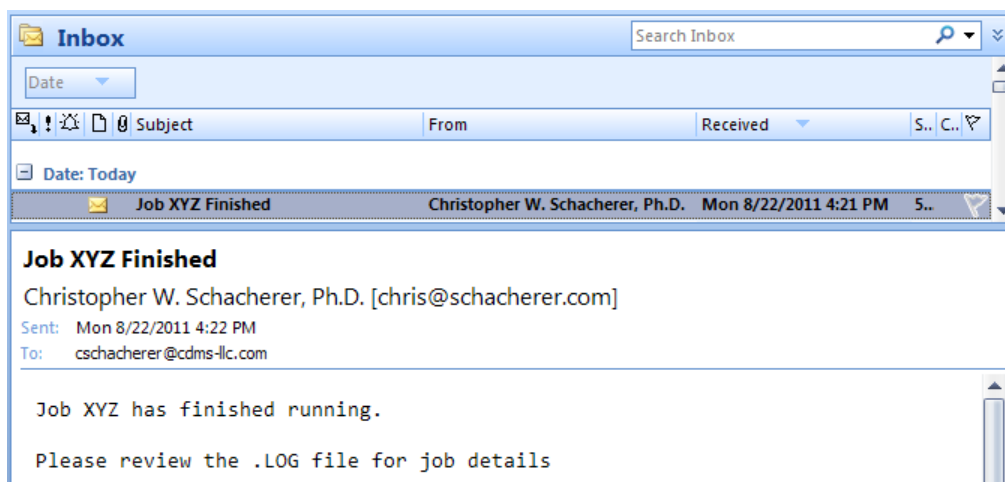 Inbox
Search Inbox
Date
! Subject From Received S.. C..
Date: Today
Job XYZ Finished Christopher W. Schacherer, Ph.D. Mon 8/22/2011 4:21 PM 5..
Job XYZ Finished
Christopher W. Schacherer, Ph.D. [chris@schacherer.com]
Sent: Mon 8/22/2011 4:22 PM
To: cschacherer@cdms-llc.com
Job XYZ has finished running.
Please review the .LOG file for job details